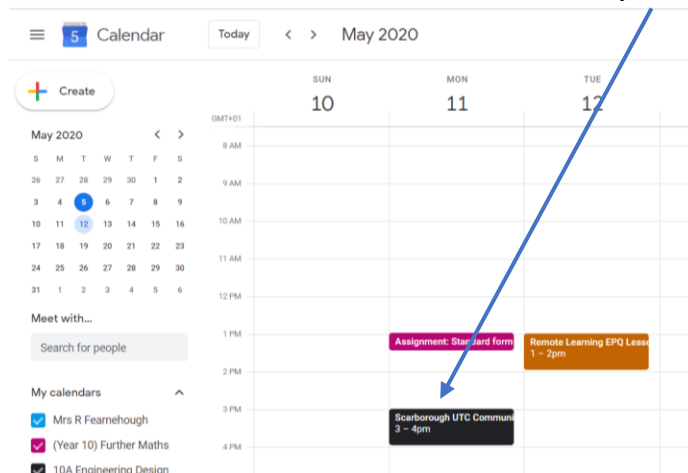 5 Calendar Today < > May 2020
Create
SUN MON TUE
10 11 12
GMT+01
May 2020 < >
S M T W T F S
26 27 28 29 30 1 2
3 4 5 6 7 8 9
10 11 12 13 14 15 16
17 18 19 20 21 22 23
24 25 26 27 28 29 30
31 1 2 3 4 5 6
Meet with...
Search for people
My calendars
Mrs R Fearnehough
(Year 10) Further Maths
10A Engineering Design
8 AM
9 AM
10 AM
11 AM
12 PM
1 PM
2 PM
3 PM
4 PM
Assignment: Standard form
Remote Learning EPQ Less
1 – 2pm
Scarborough UTC Communi
3 – 4pm